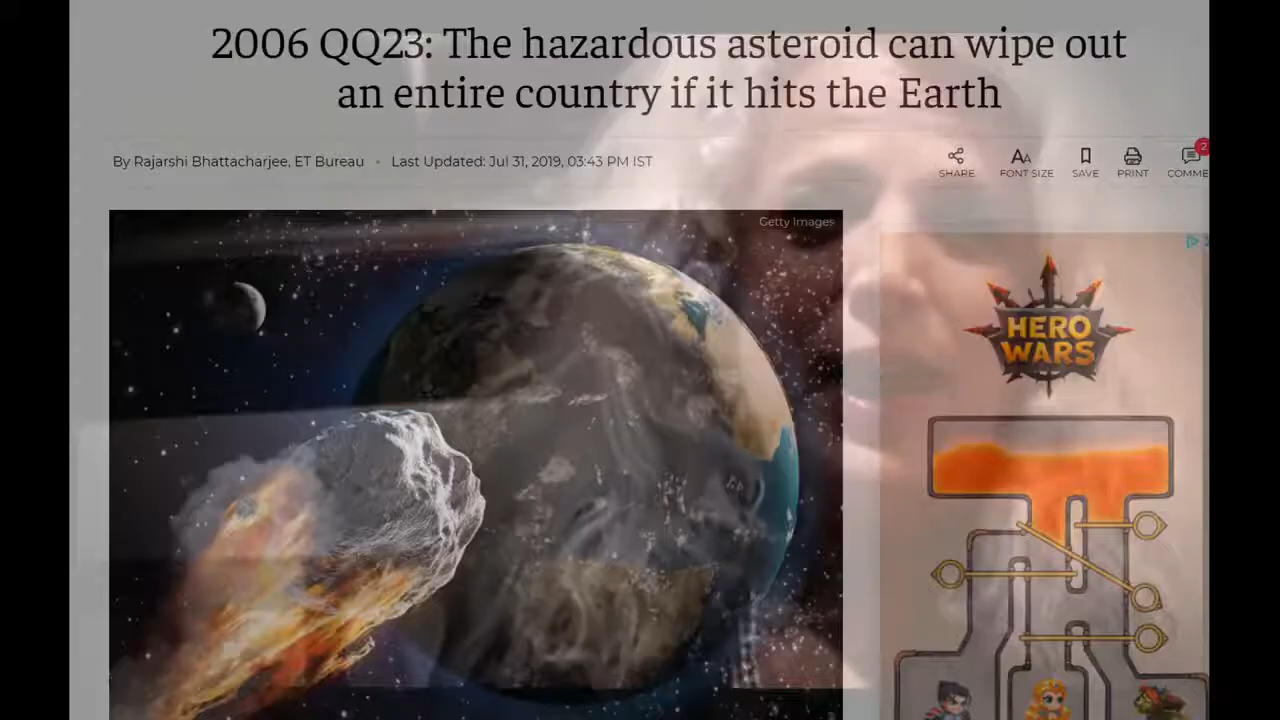 2006 QQ23: The hazardous asteroid can wipe out
an entire country if it hits the Earth
By Rajarshi Bhattacharjee, ET Bureau • Last Updated: Jul 31, 2019, 03:43 PM IST
SHARE
FONT SIZE
SAVE
PRINT
COMME
2
Getty Images
HERO
WARS